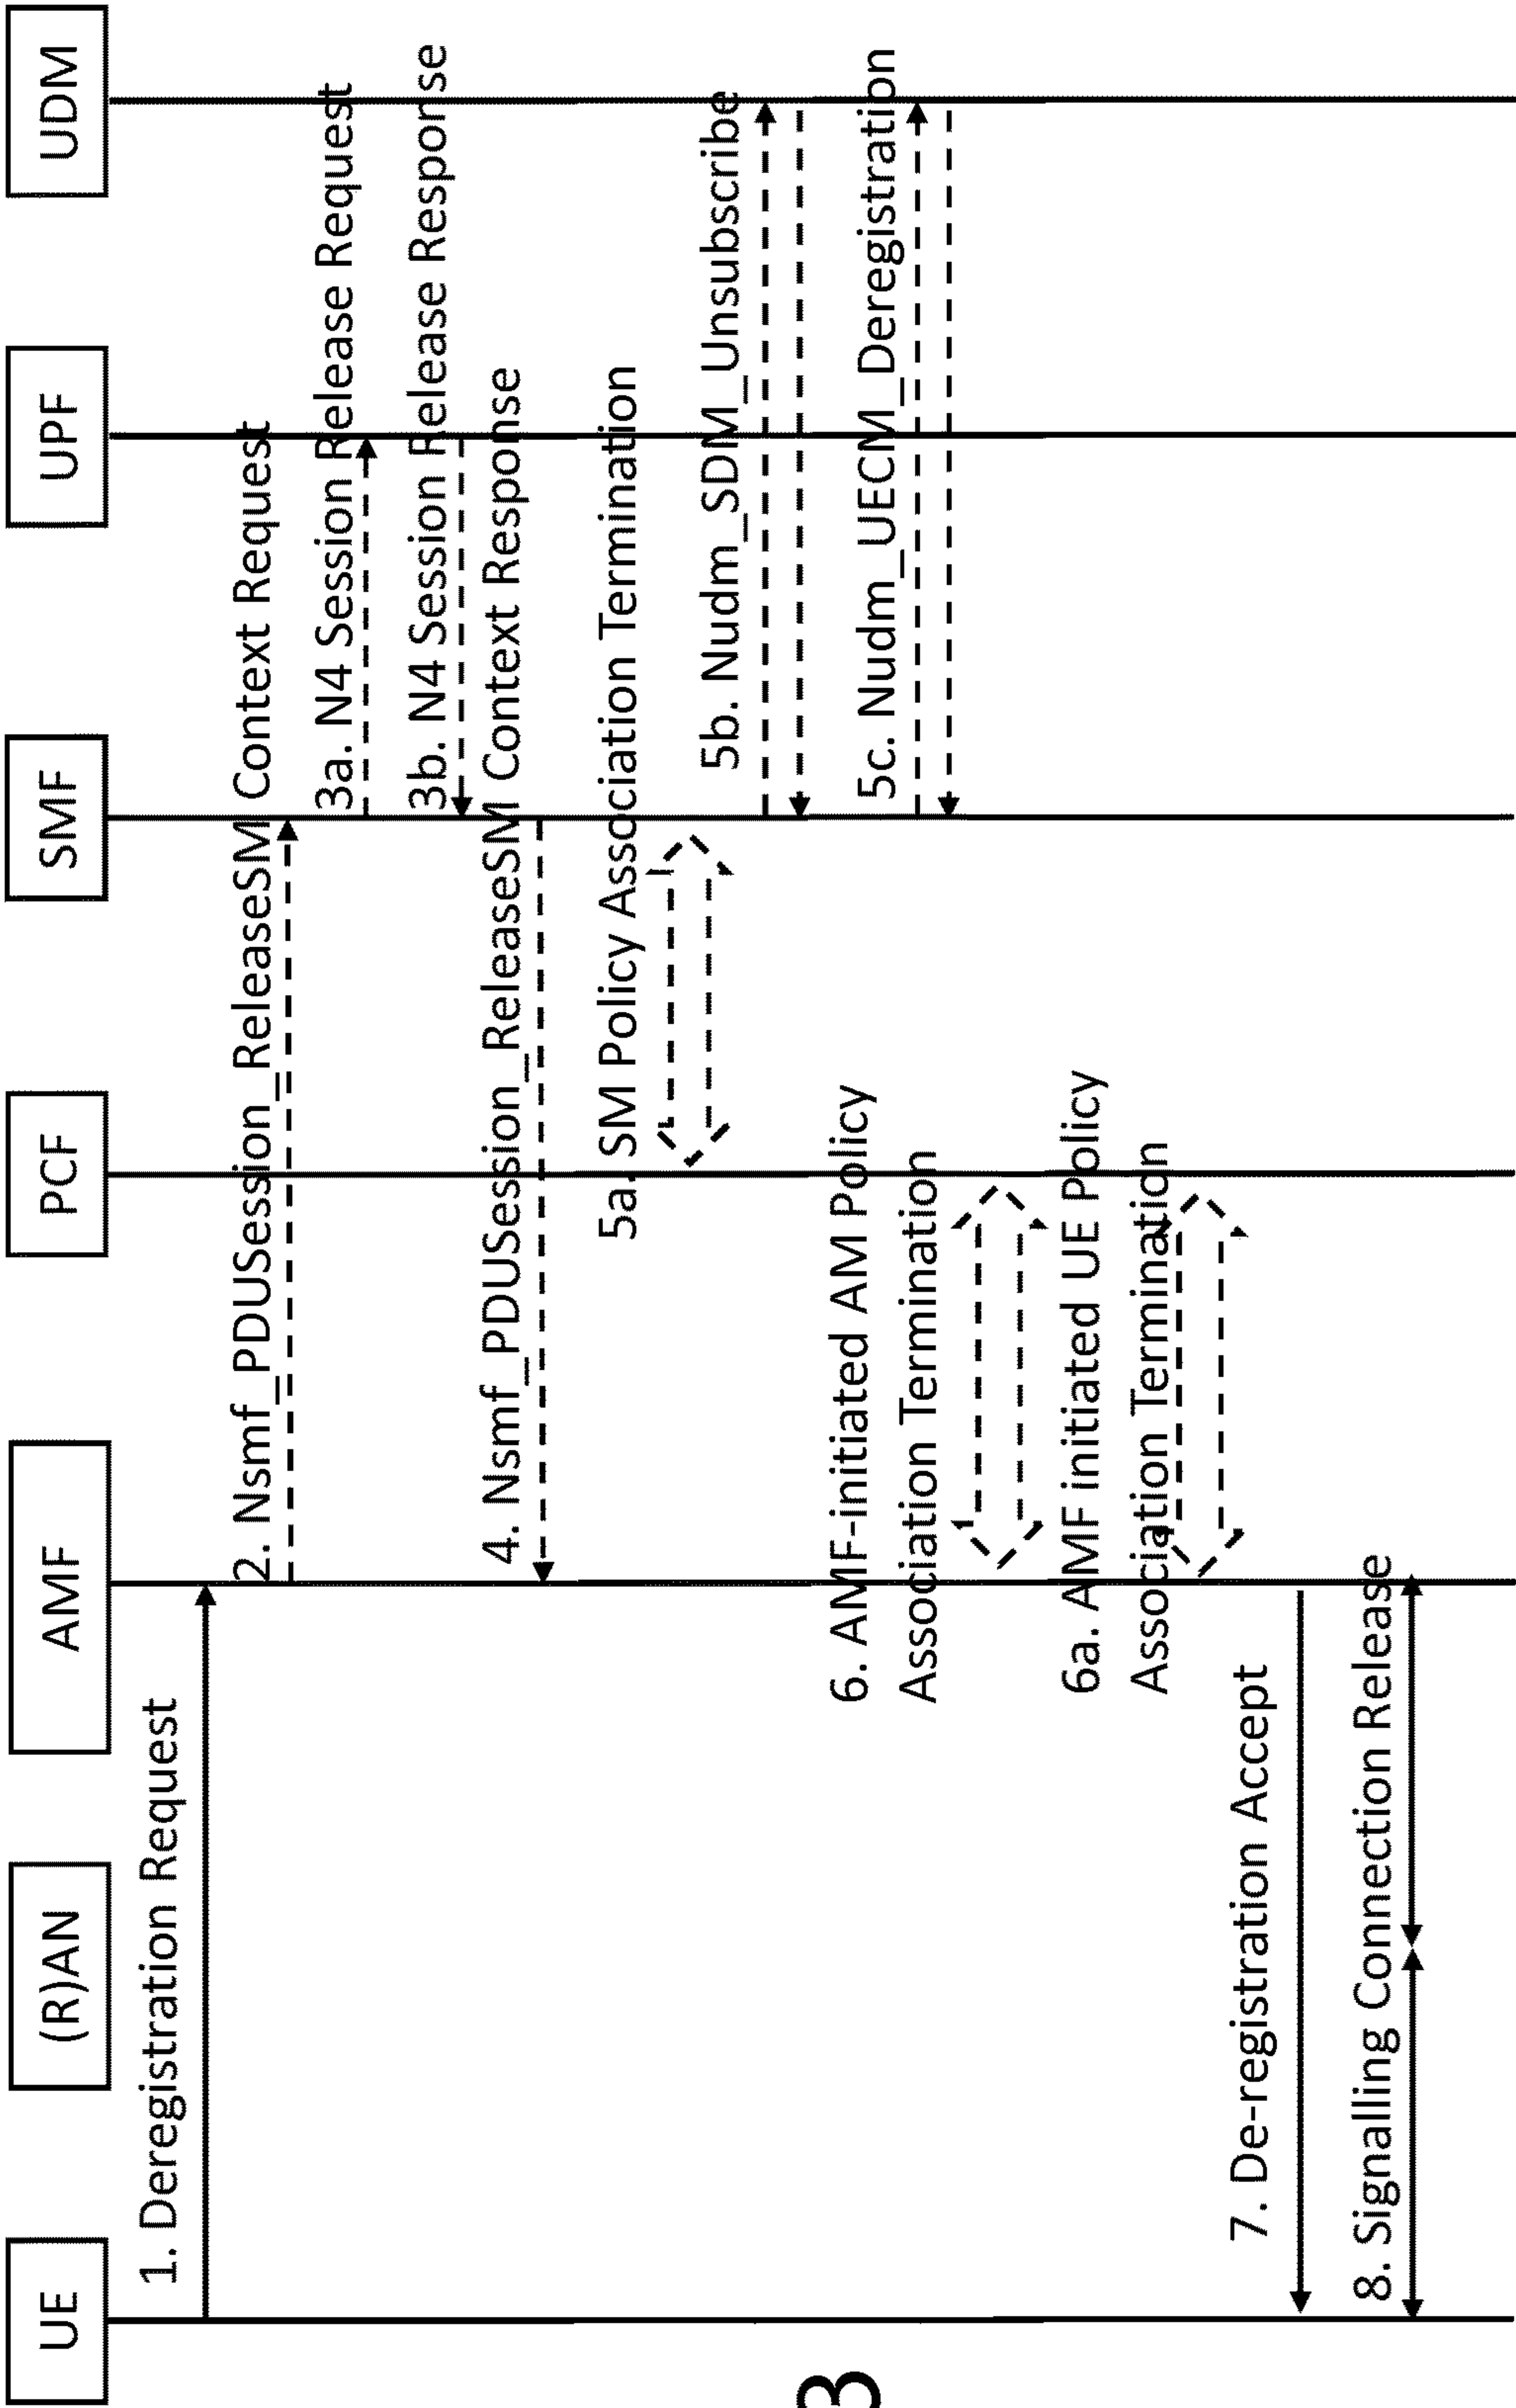 UE
(R)AN
AMF
PCF
SMF
UPF
UDM
1. Deregistration Request
2. Nsmf_PDUSession_ReleaseSM Context Request
3a. N4 Session Release Request
3b. N4 Session Release Response
4. Nsmf_PDUSession_ReleaseSM Context Response
5a. SM Policy Association Termination
5b. Nudm_SDM_Unsubscribe
6. AMF-initiated AM Policy
Association Termination
5c. Nudm_UECM_Deregistration
6a. AMF initiated UE Policy
Association Termination
7. De-registration Accept
8. Signalling Connection Release
3